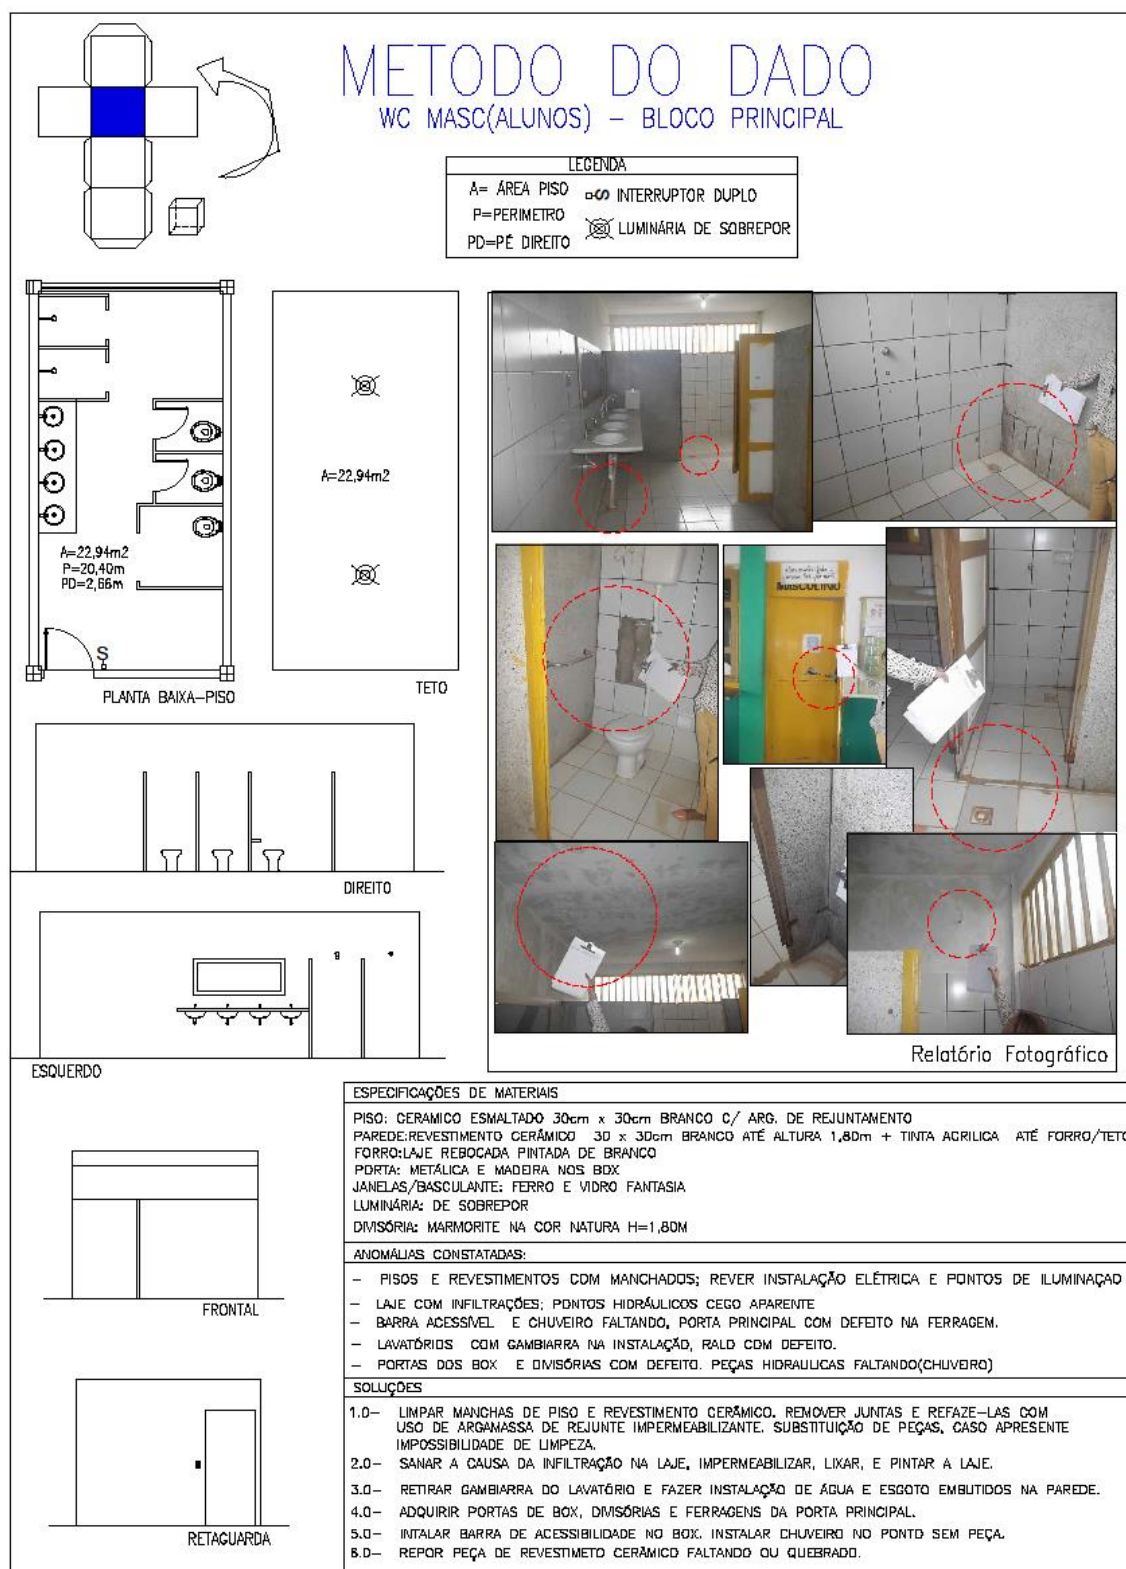 METODO DO DADO
WC MASC(ALUNOS) - BLOCO PRINCIPAL
LEGENDA
A= ÁREA PISO
P=PERIMETRO
PD=PÉ DIREITO
S INTERRUPTOR DUPLO
LUMINÁRIA DE SOBREPOR
A=22,94m2
P=20,40m
PD=2,66m
S
PLANTA BAIXA-PISO
A=22,94m2
TETO
DIREITO
ESQUERDO
FRONTAL
RETAGUARDA
MASCULINO
Relatório Fotográfico
ESPECIFICAÇÕES DE MATERIAIS
PISO: CERAMICO ESMALTADO 30cm x 30cm BRANCO C/ ARG. DE REJUNTAMENTO
PAREDE:REVESTIMENTO CERÂMICO 30 x 30cm BRANCO ATÉ ALTURA 1,80m + TINTA ACRILICA ATÉ FORRO/TETO
FORRO:LAJE REBOCADA PINTADA DE BRANCO
PORTA: METÁLICA E MADEIRA NOS BOX
JANELAS/BASCULANTE: FERRO E VIDRO FANTASIA
LUMINÁRIA: DE SOBREPOR
DIVISÓRIA: MARMORITE NA COR NATURA H=1,80M
ANOMÁLIAS CONSTATADAS:
- PISOS E REVESTIMENTOS COM MANCHADOS; REVER INSTALAÇÃO ELÉTRICA E PONTOS DE ILUMINAÇAO
- LAJE COM INFILTRAÇÕES; PONTOS HIDRÁULICOS CEGO APARENTE
- BARRA ACESSÍVEL E CHUVEIRO FALTANDO, PORTA PRINCIPAL COM DEFEITO NA FERRAGEM.
- LAVATÓRIOS COM GAMBIARRA NA INSTALAÇÃO, RALO COM DEFEITO.
- PORTAS DOS BOX E DIVISÓRIAS COM DEFEITO. PEÇAS HIDRAULICAS FALTANDO(CHUVEIRO)
SOLUÇÕES
1.0- LIMPAR MANCHAS DE PISO E REVESTIMENTO CERÂMICO. REMOVER JUNTAS E REFAZE-LAS COM
USO DE ARGAMASSA DE REJUNTE IMPERMEABILIZANTE. SUBSTITUIÇÃO DE PEÇAS, CASO APRESENTE
IMPOSSIBILIDADE DE LIMPEZA.
2.0- SANAR A CAUSA DA INFILTRAÇÃO NA LAJE, IMPERMEABILIZAR, LIXAR, E PINTAR A LAJE.
3.0- RETIRAR GAMBIARRA DO LAVATÓRIO E FAZER INSTALAÇÃO DE ÁGUA E ESGOTO EMBUTIDOS NA PAREDE.
4.0- ADQUIRIR PORTAS DE BOX, DIVISÓRIAS E FERRAGENS DA PORTA PRINCIPAL.
5.0- INTALAR BARRA DE ACESSIBILIDADE NO BOX. INSTALAR CHUVEIRO NO PONTO SEM PEÇA.
6.0- REPOR PEÇA DE REVESTIMETO CERÂMICO FALTANDO OU QUEBRADO.